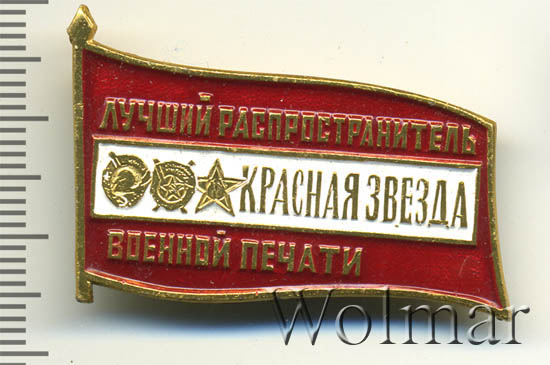 ЛУЧШИЙ РАСПРОСТРАНИТЕЛЬ
КРАСНАЯ ЗВЕЗДА
ВОЕННОЙ ПЕЧАТИ
Wolmar